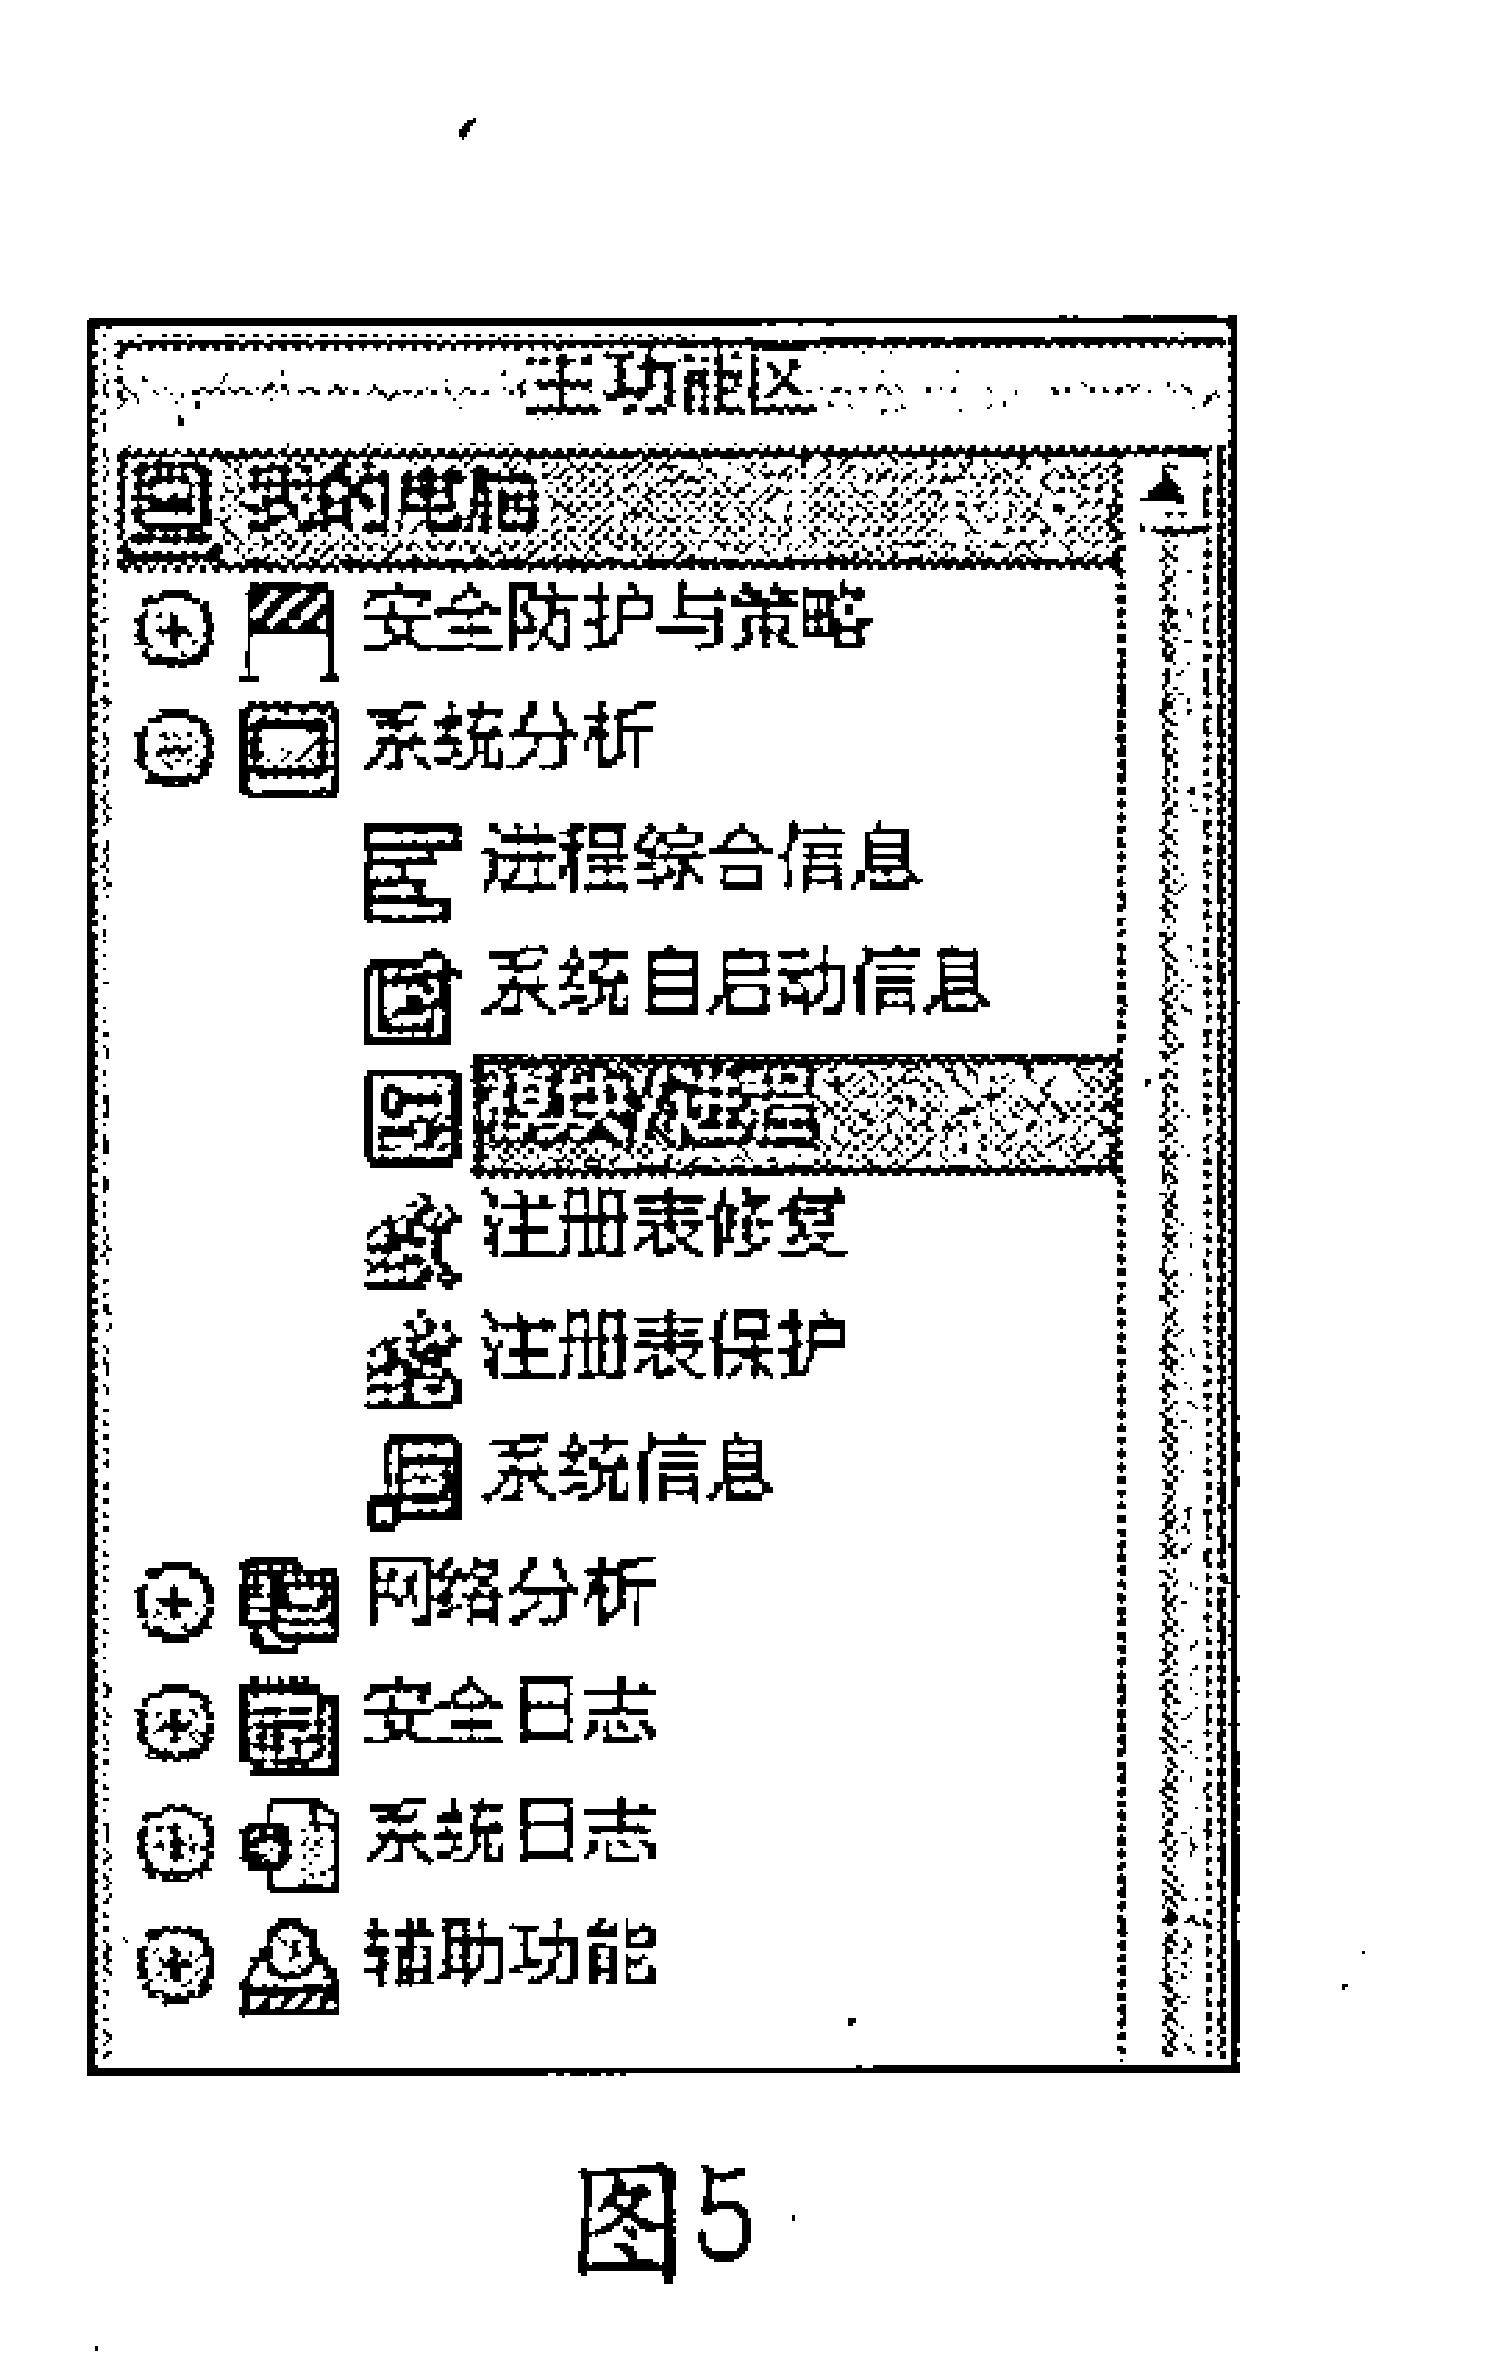 主功能区
我的电脑
安全防护与策略
系统分析
进程综合信息
系统自启动信息
注册表修复
注册表保护
系统信息
网络分析
安全日志
系统日志
辅助功能
图5